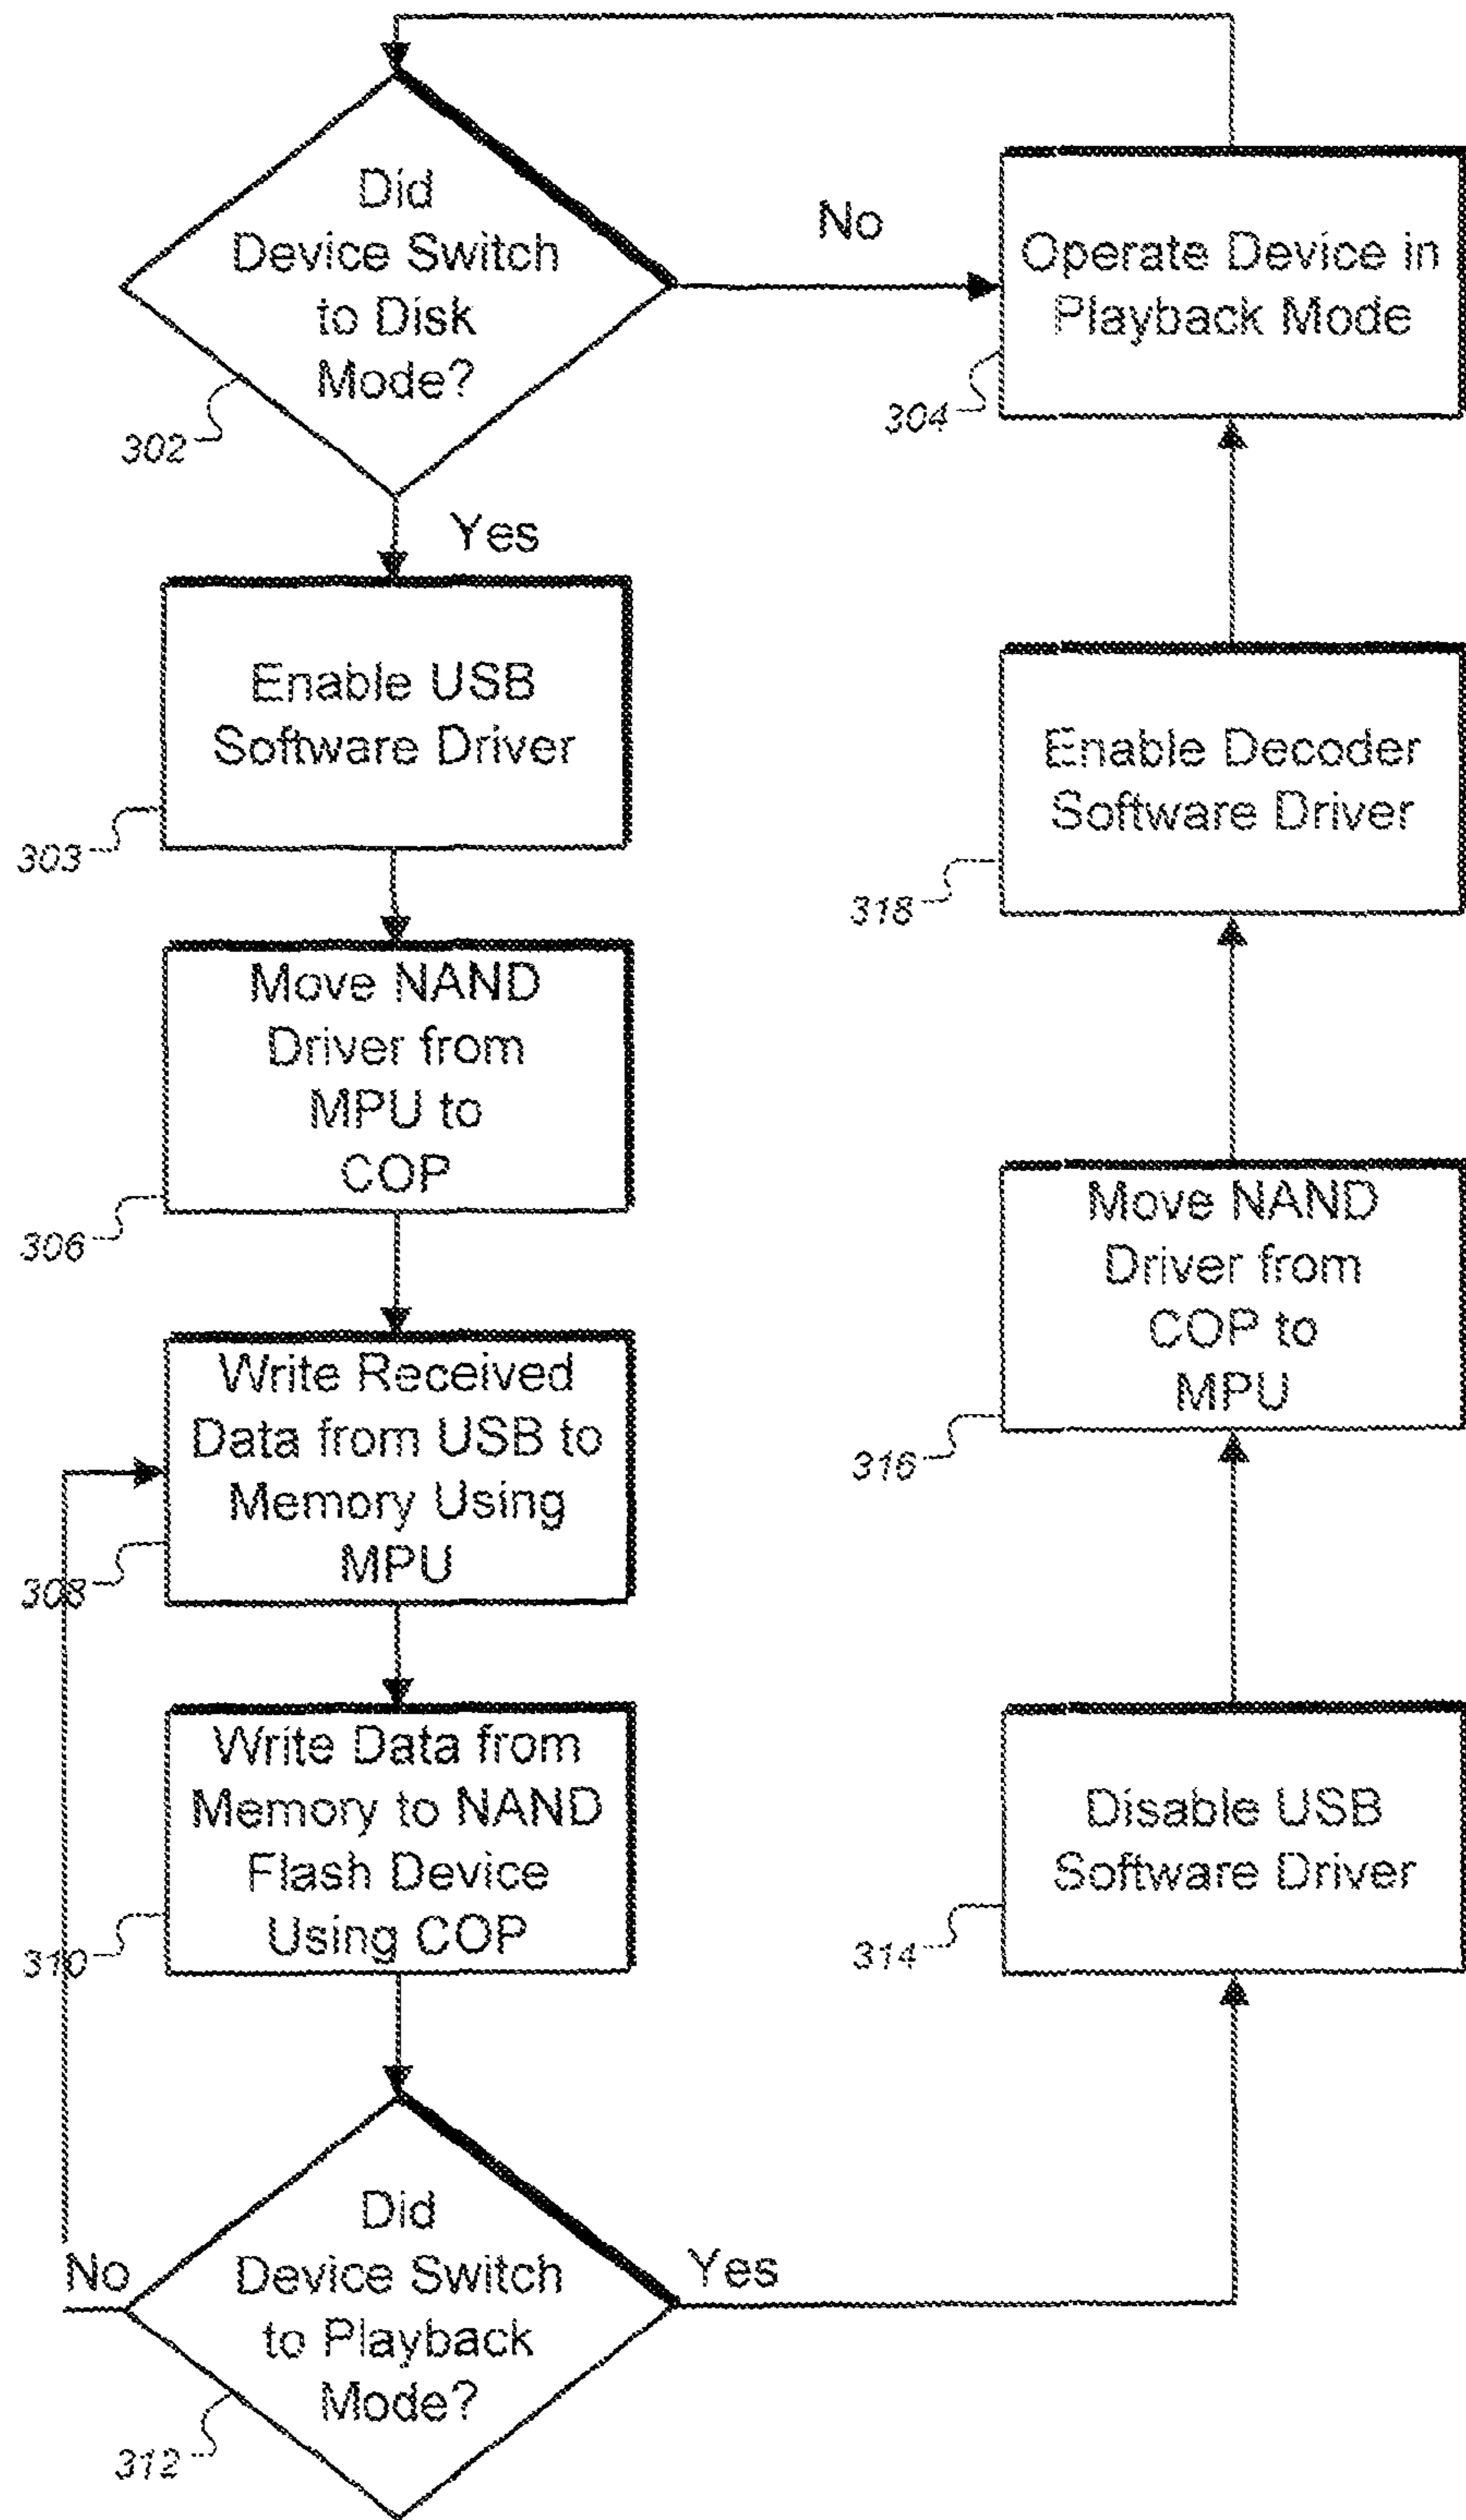 Did
Device Switch
to Disk
Mode?
302
No
Operate Device in
Playback Mode
304
Yes
Enable USB
Software Driver
303
Move NAND
Driver from
MPU to
COP
306
Write Received
Data from USB to
Memory Using
MPU
308
Write Data from
Memory to NAND
Flash Device
Using COP
310
Did
Device Switch
to Playback
Mode?
312
No
Yes
Disable USB
Software Driver
314
Move NAND
Driver from
COP to
MPU
316
Enable Decoder
Software Driver
318